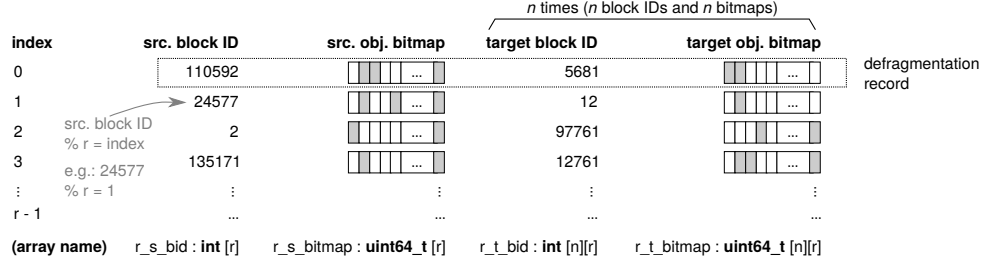 n times (n block IDs and n bitmaps)
index src. block ID src. obj. bitmap target block ID target obj. bitmap
0 110592 ... 5681 ... defragmentation
record
1 24577 ... 12 ...
src. block ID
% r = index
2 2 ... 97761 ...
3 135171 ... 12761 ...
e.g.: 24577
% r = 1
⋮ ⋮ ⋮ ⋮ ⋮
r - 1 ... ... ... ...
(array name) r_s_bid : int [r] r_s_bitmap : uint64_t [r] r_t_bid : int [n][r] r_t_bitmap : uint64_t [n][r]